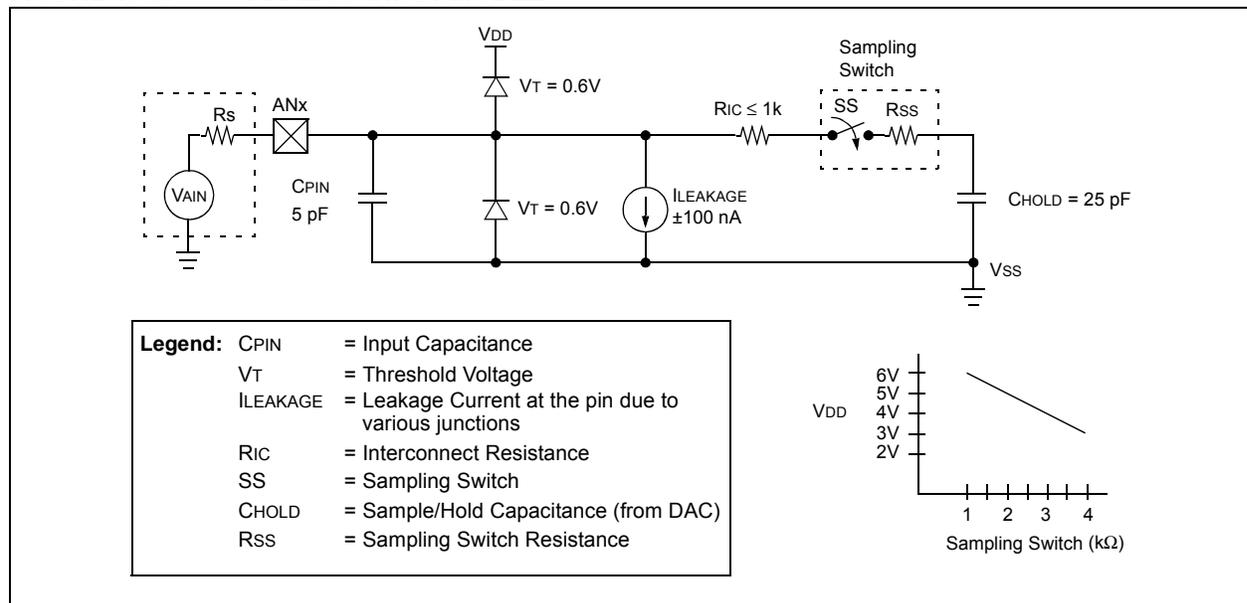 VDD
Sampling
Switch
VT = 0.6V
Rs
ANx
RIC ≤ 1k
SS
RSS
VAIN
CPIN
5 pF
VT = 0.6V
ILEAKAGE
±100 nA
CHOLD = 25 pF
VSS
Legend: CPIN = Input Capacitance
VT = Threshold Voltage
ILEAKAGE = Leakage Current at the pin due to
various junctions
RIC = Interconnect Resistance
SS = Sampling Switch
CHOLD = Sample/Hold Capacitance (from DAC)
RSS = Sampling Switch Resistance
VDD
6V
5V
4V
3V
2V
1 2 3 4
Sampling Switch (kΩ)